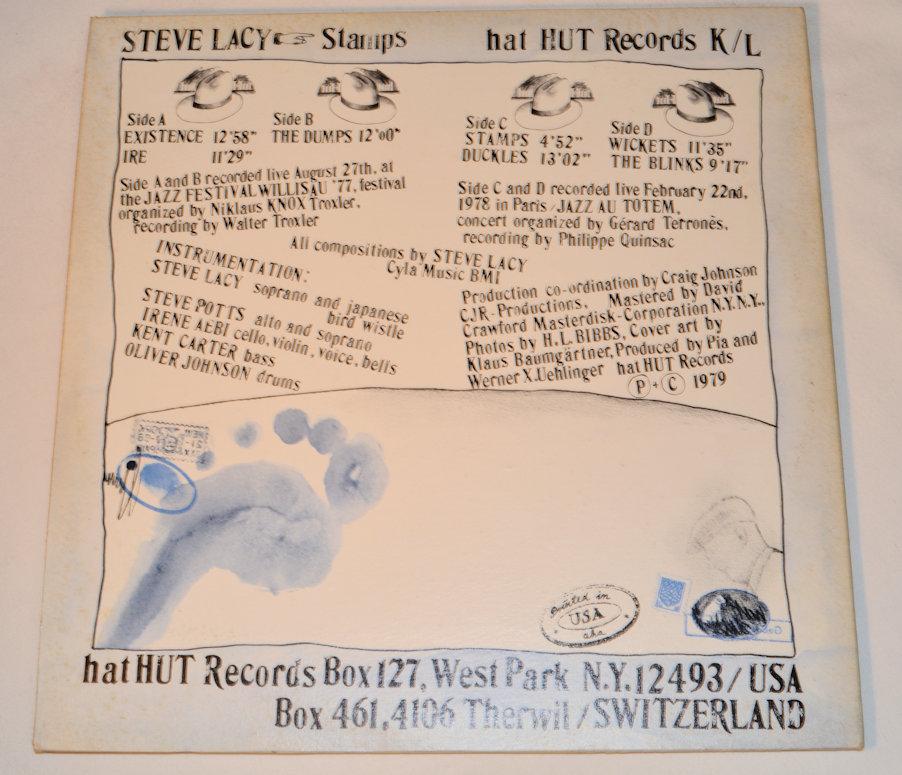 STEVE LACY Stamps hat HUT Records K/L
Side A
EXISTENCE 12'58"
IRE 11'29"
Side B
THE DUMPS 12'00"
Side C
STAMPS 4'52"
DUCKLES 13'02"
Side D
WICKETS 11'35"
THE BLINKS 9'17"
Side A and B recorded live August 27th, at
the JAZZ FESTIVAL WILLISAU '77, festival
organized by Niklaus KNOX Troxler,
recording by Walter Troxler
Side C and D recorded live February 22nd,
1978 in Paris/JAZZ AU TOTEM,
concert organized by Gérard Terronès,
recording by Philippe Quinsac
All compositions by STEVE LACY
Cyla Music BMI
INSTRUMENTATION:
STEVE LACY soprano and japanese
bird wistle
STEVE POTTS alto and soprano
IRENE AEBI cello, violin, voice, bells
KENT CARTER bass
OLIVER JOHNSON drums
Production co-ordination by Craig Johnson
CJR-Productions, Mastered by David
Crawford Masterdisk-Corporation N.Y.N.Y.,
Photos by H.L. BIBBS, Cover art by
Klaus Baumgärtner, Produced by Pia and
Werner X. Uehlinger hat HUT Records
P + C 1979
Printed in
USA
hat HUT Records Box 127, West Park N.Y. 12493/USA
Box 461, 4106 Therwil/SWITZERLAND